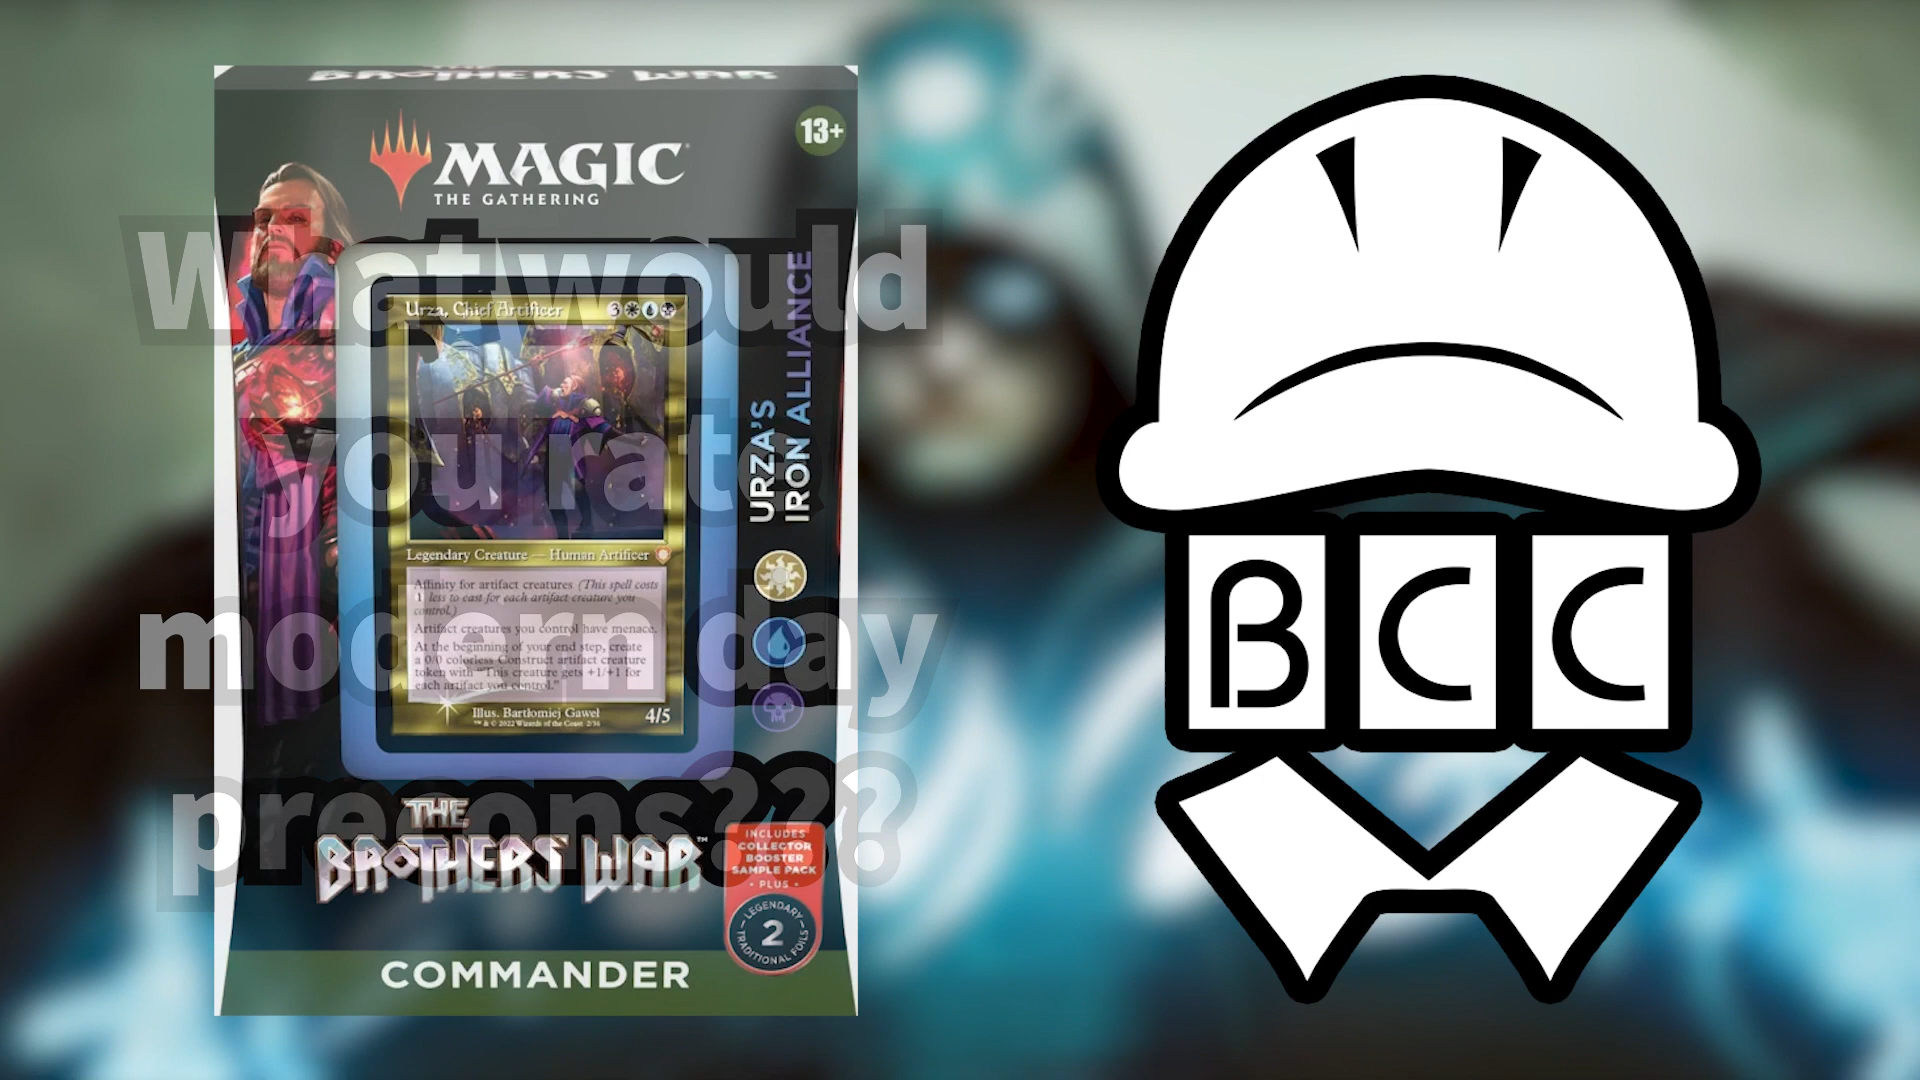 BROTHERS WAR
13+
MAGIC
THE GATHERING
What would
you rate
modern day
precons???
URZA'S
IRON ALLIANCE
Urza, Chief Artificer 3
Legendary Creature — Human Artificer
Affinity for artifact creatures (This spell costs
1 less to cast for each artifact creature you
control.)
Artifact creatures you control have menace.
At the beginning of your end step, create
a 0/0 colorless Construct artifact creature
token with "This creature gets +1/+1 for
each artifact you control."
Illus. Bartłomiej Gaweł
4/5
THE
BROTHERS WAR™
INCLUDES
COLLECTOR
BOOSTER
SAMPLE PACK
• PLUS •
LEGENDARY
2
TRADITIONAL FOILS
COMMANDER
BCC